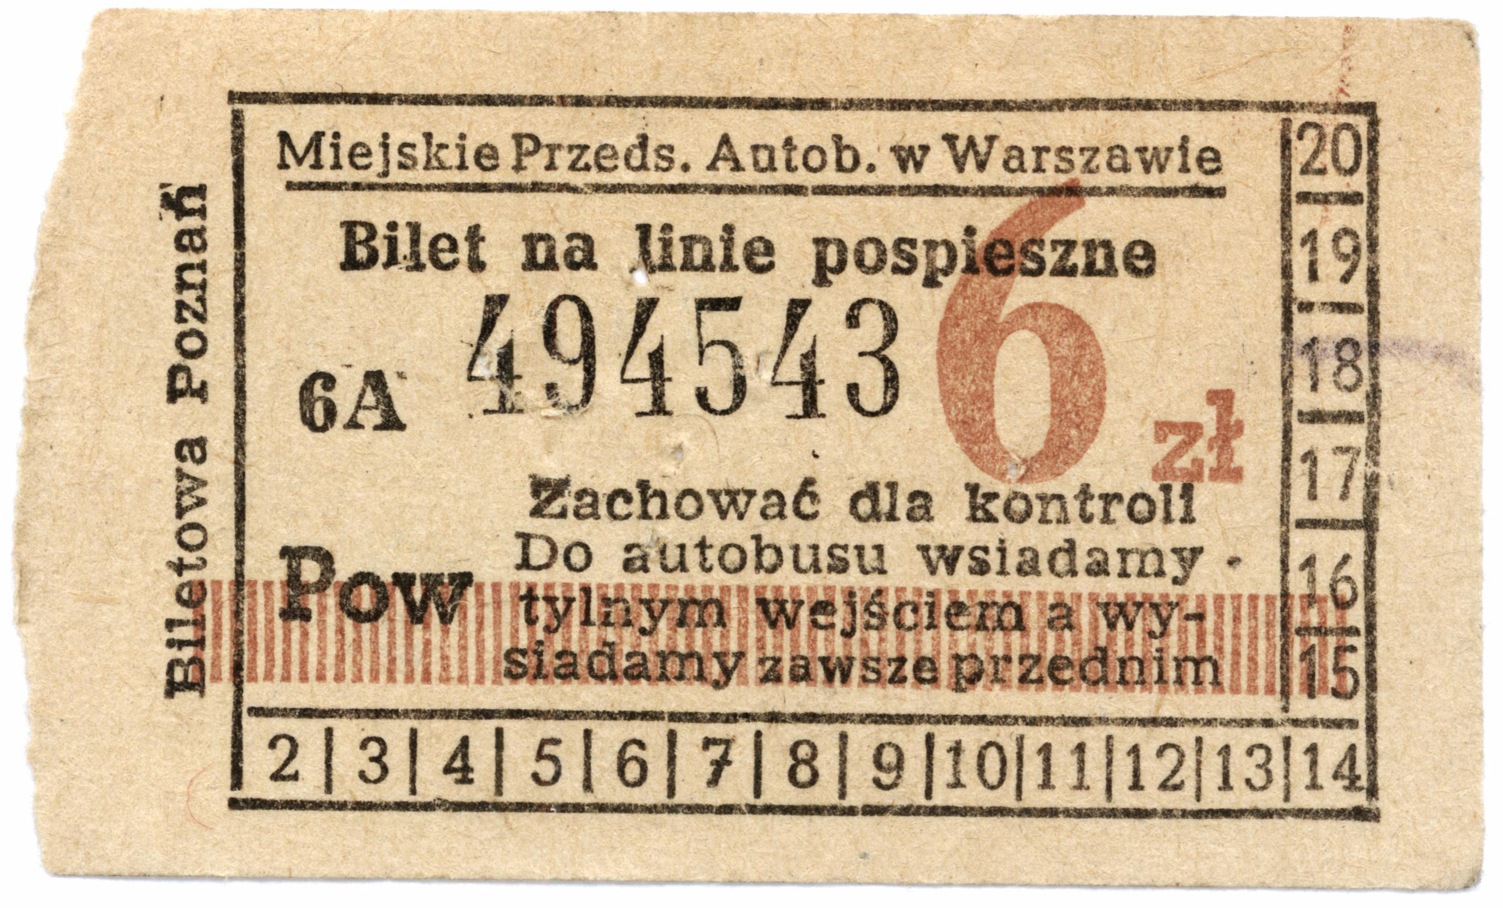 Miejskie Przeds. Autob. w Warszawie
Bilet na linie pospieszne
6A 494543
6 zł
Zachować dla kontroli
Pow
Do autobusu wsiadamy
tylnym wejściem a wy-
siadamy zawsze przednim
Biletowa Poznań
20
19
18
17
16
15
2 | 3 | 4 | 5 | 6 | 7 | 8 | 9 | 10 | 11 | 12 | 13 | 14